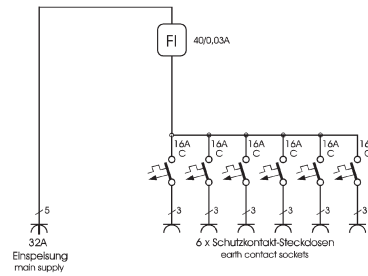 FI 40/0,03A
16A 16A 16A 16A 16A 16
C C C C C
5 3 3 3 3 3 3
32A
Einspeisung
main supply
6 x Schutzkontakt-Steckdosen
earth contact sockets